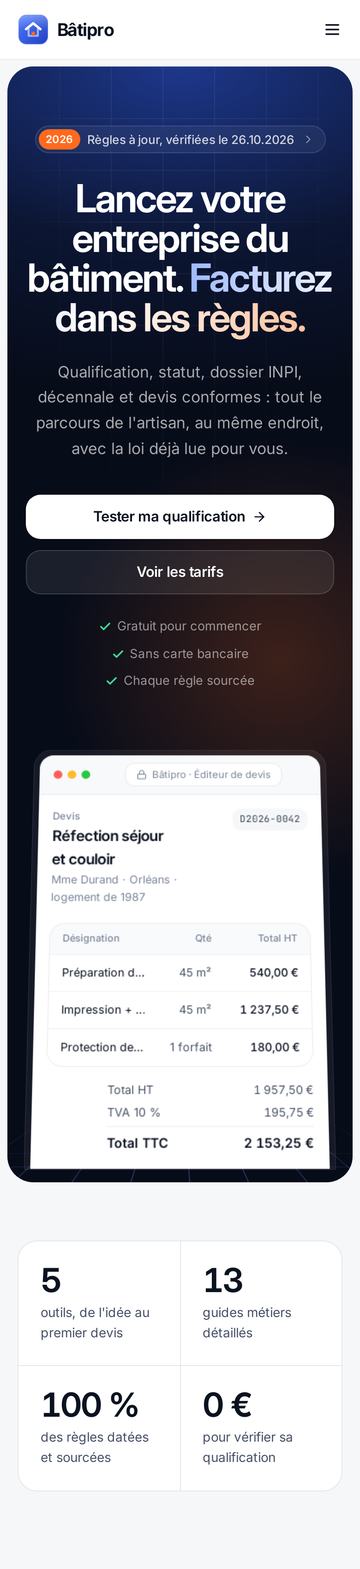 Bâtipro
2026 Règles à jour, vérifiées le 26.10.2026
Lancez votre
entreprise du
bâtiment. Facturez
dans les règles.
Qualification, statut, dossier INPI,
décennale et devis conformes : tout le
parcours de l'artisan, au même endroit,
avec la loi déjà lue pour vous.
Tester ma qualification →
Voir les tarifs
Gratuit pour commencer
Sans carte bancaire
Chaque règle sourcée
Bâtipro · Éditeur de devis
Devis
D2026-0042
Réfection séjour
et couloir
Mme Durand · Orléans ·
logement de 1987
Désignation Qté Total HT
Préparation d... 45 m² 540,00 €
Impression + ... 45 m² 1 237,50 €
Protection de... 1 forfait 180,00 €
Total HT 1 957,50 €
TVA 10 % 195,75 €
Total TTC 2 153,25 €
5
outils, de l'idée au
premier devis
13
guides métiers
détaillés
100 %
des règles datées
et sourcées
0 €
pour vérifier sa
qualification